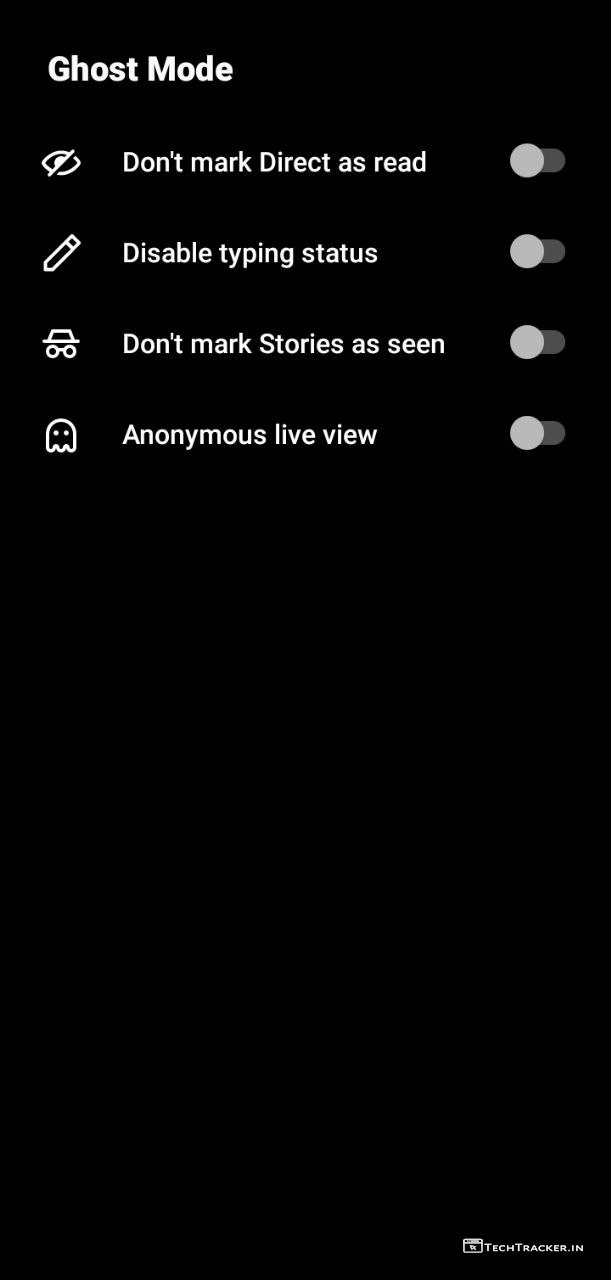 Ghost Mode
Don't mark Direct as read
Disable typing status
Don't mark Stories as seen
Anonymous live view
TechTracker.in